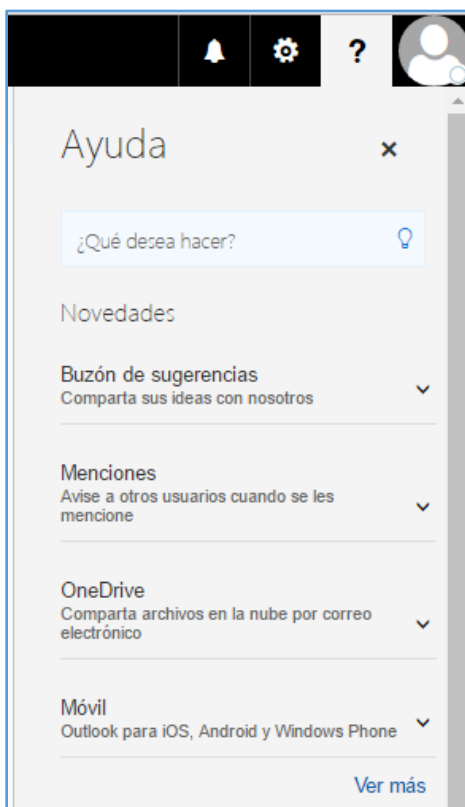 ?
Ayuda
¿Qué desea hacer?
Novedades
Buzón de sugerencias
Comparta sus ideas con nosotros
Menciones
Avise a otros usuarios cuando se les
mencione
OneDrive
Comparta archivos en la nube por correo
electrónico
Móvil
Outlook para iOS, Android y Windows Phone
Ver más